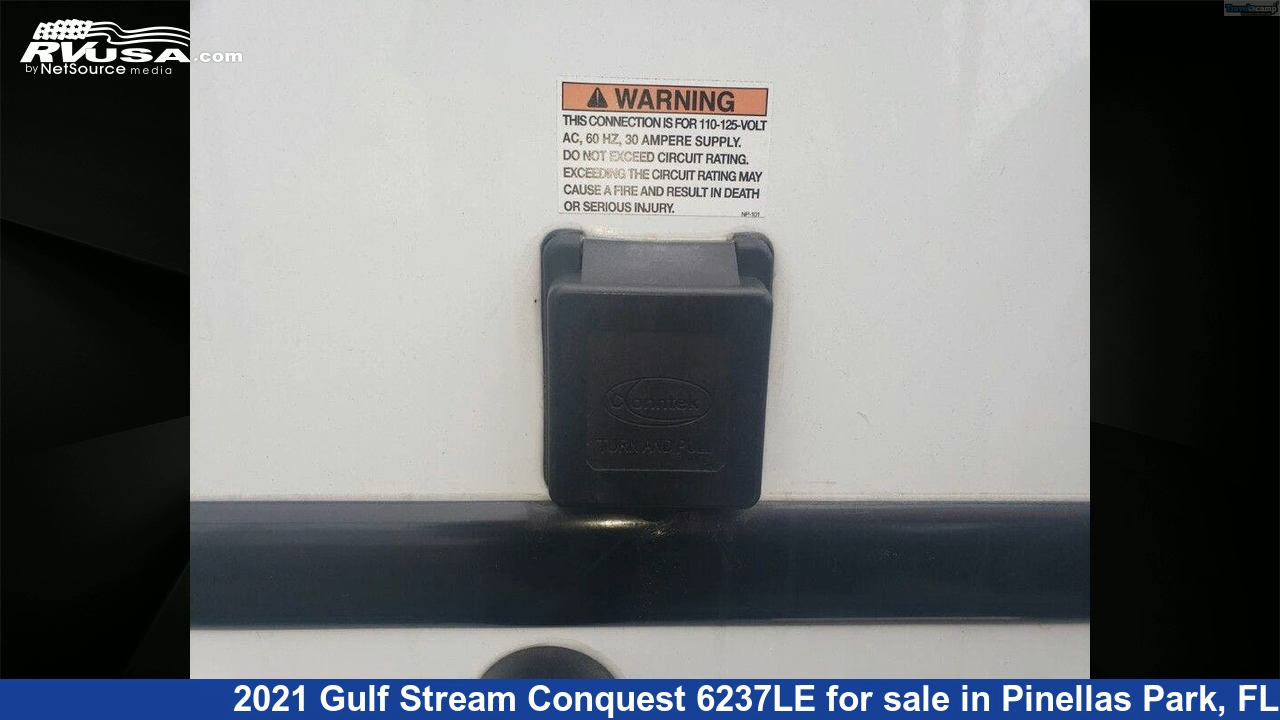 RVUSA.com
by NetSource media
Travelcamp
WARNING
THIS CONNECTION IS FOR 110-125-VOLT
AC, 60 HZ, 30 AMPERE SUPPLY.
DO NOT EXCEED CIRCUIT RATING.
EXCEEDING THE CIRCUIT RATING MAY
CAUSE A FIRE AND RESULT IN DEATH
OR SERIOUS INJURY.
NP-101
Conntek
TURN AND PULL
2021 Gulf Stream Conquest 6237LE for sale in Pinellas Park, FL